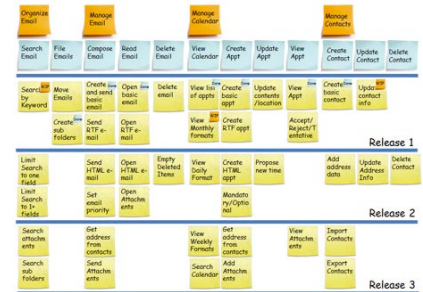 Organize
Email
Manage
Email
Manage
Calendar
Manage
Contacts
Search
Email
File
Emails
Compose
Email
Read
Email
Delete
Email
View
Calendar
Create
Appt
Update
Appt
View
Appt
Create
Contact
Update
Contact
Delete
Contact
Search
by
Keyword
Move
Emails
Create
and send
basic
email
Open
basic
email
Delete
email
View list
of appts
Create
basic
appt
Update
contents
/location
View
Appt
Create
basic
contact
Update
contact
info
Create
sub
folders
Send
RTF e-
mail
Open
RTF e-
mail
View
Monthly
formats
Create
RTF appt
Accept/
Reject/T
entative
Release 1
Limit
Search
to one
field
Send
HTML e-
mail
Open
HTML e-
mail
Empty
Deleted
Items
View
Daily
Format
Create
HTML
appt
Propose
new time
Add
address
data
Update
Address
Info
Delete
Contact
Limit
Search
to 1+
fields
Set
email
priority
Open
Attachm
ents
Mandato
ry/Optio
nal
Release 2
Search
attachm
ents
Get
address
from
contacts
View
Weekly
Formats
Get
address
from
contacts
View
Attachm
ents
Import
Contacts
Search
sub
folders
Send
Attachm
ents
Search
Calendar
Add
Attachm
ents
Export
Contacts
Release 3